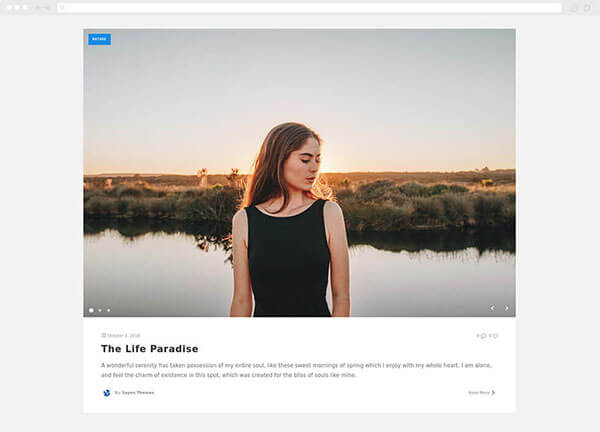 NATURE
October 3, 2018
The Life Paradise
A wonderful serenity has taken possession of my entire soul, like these sweet mornings of spring which I enjoy with my whole heart. I am alone,
and feel the charm of existence in this spot, which was created for the bliss of souls like mine.
By Sayen Themes
Read More